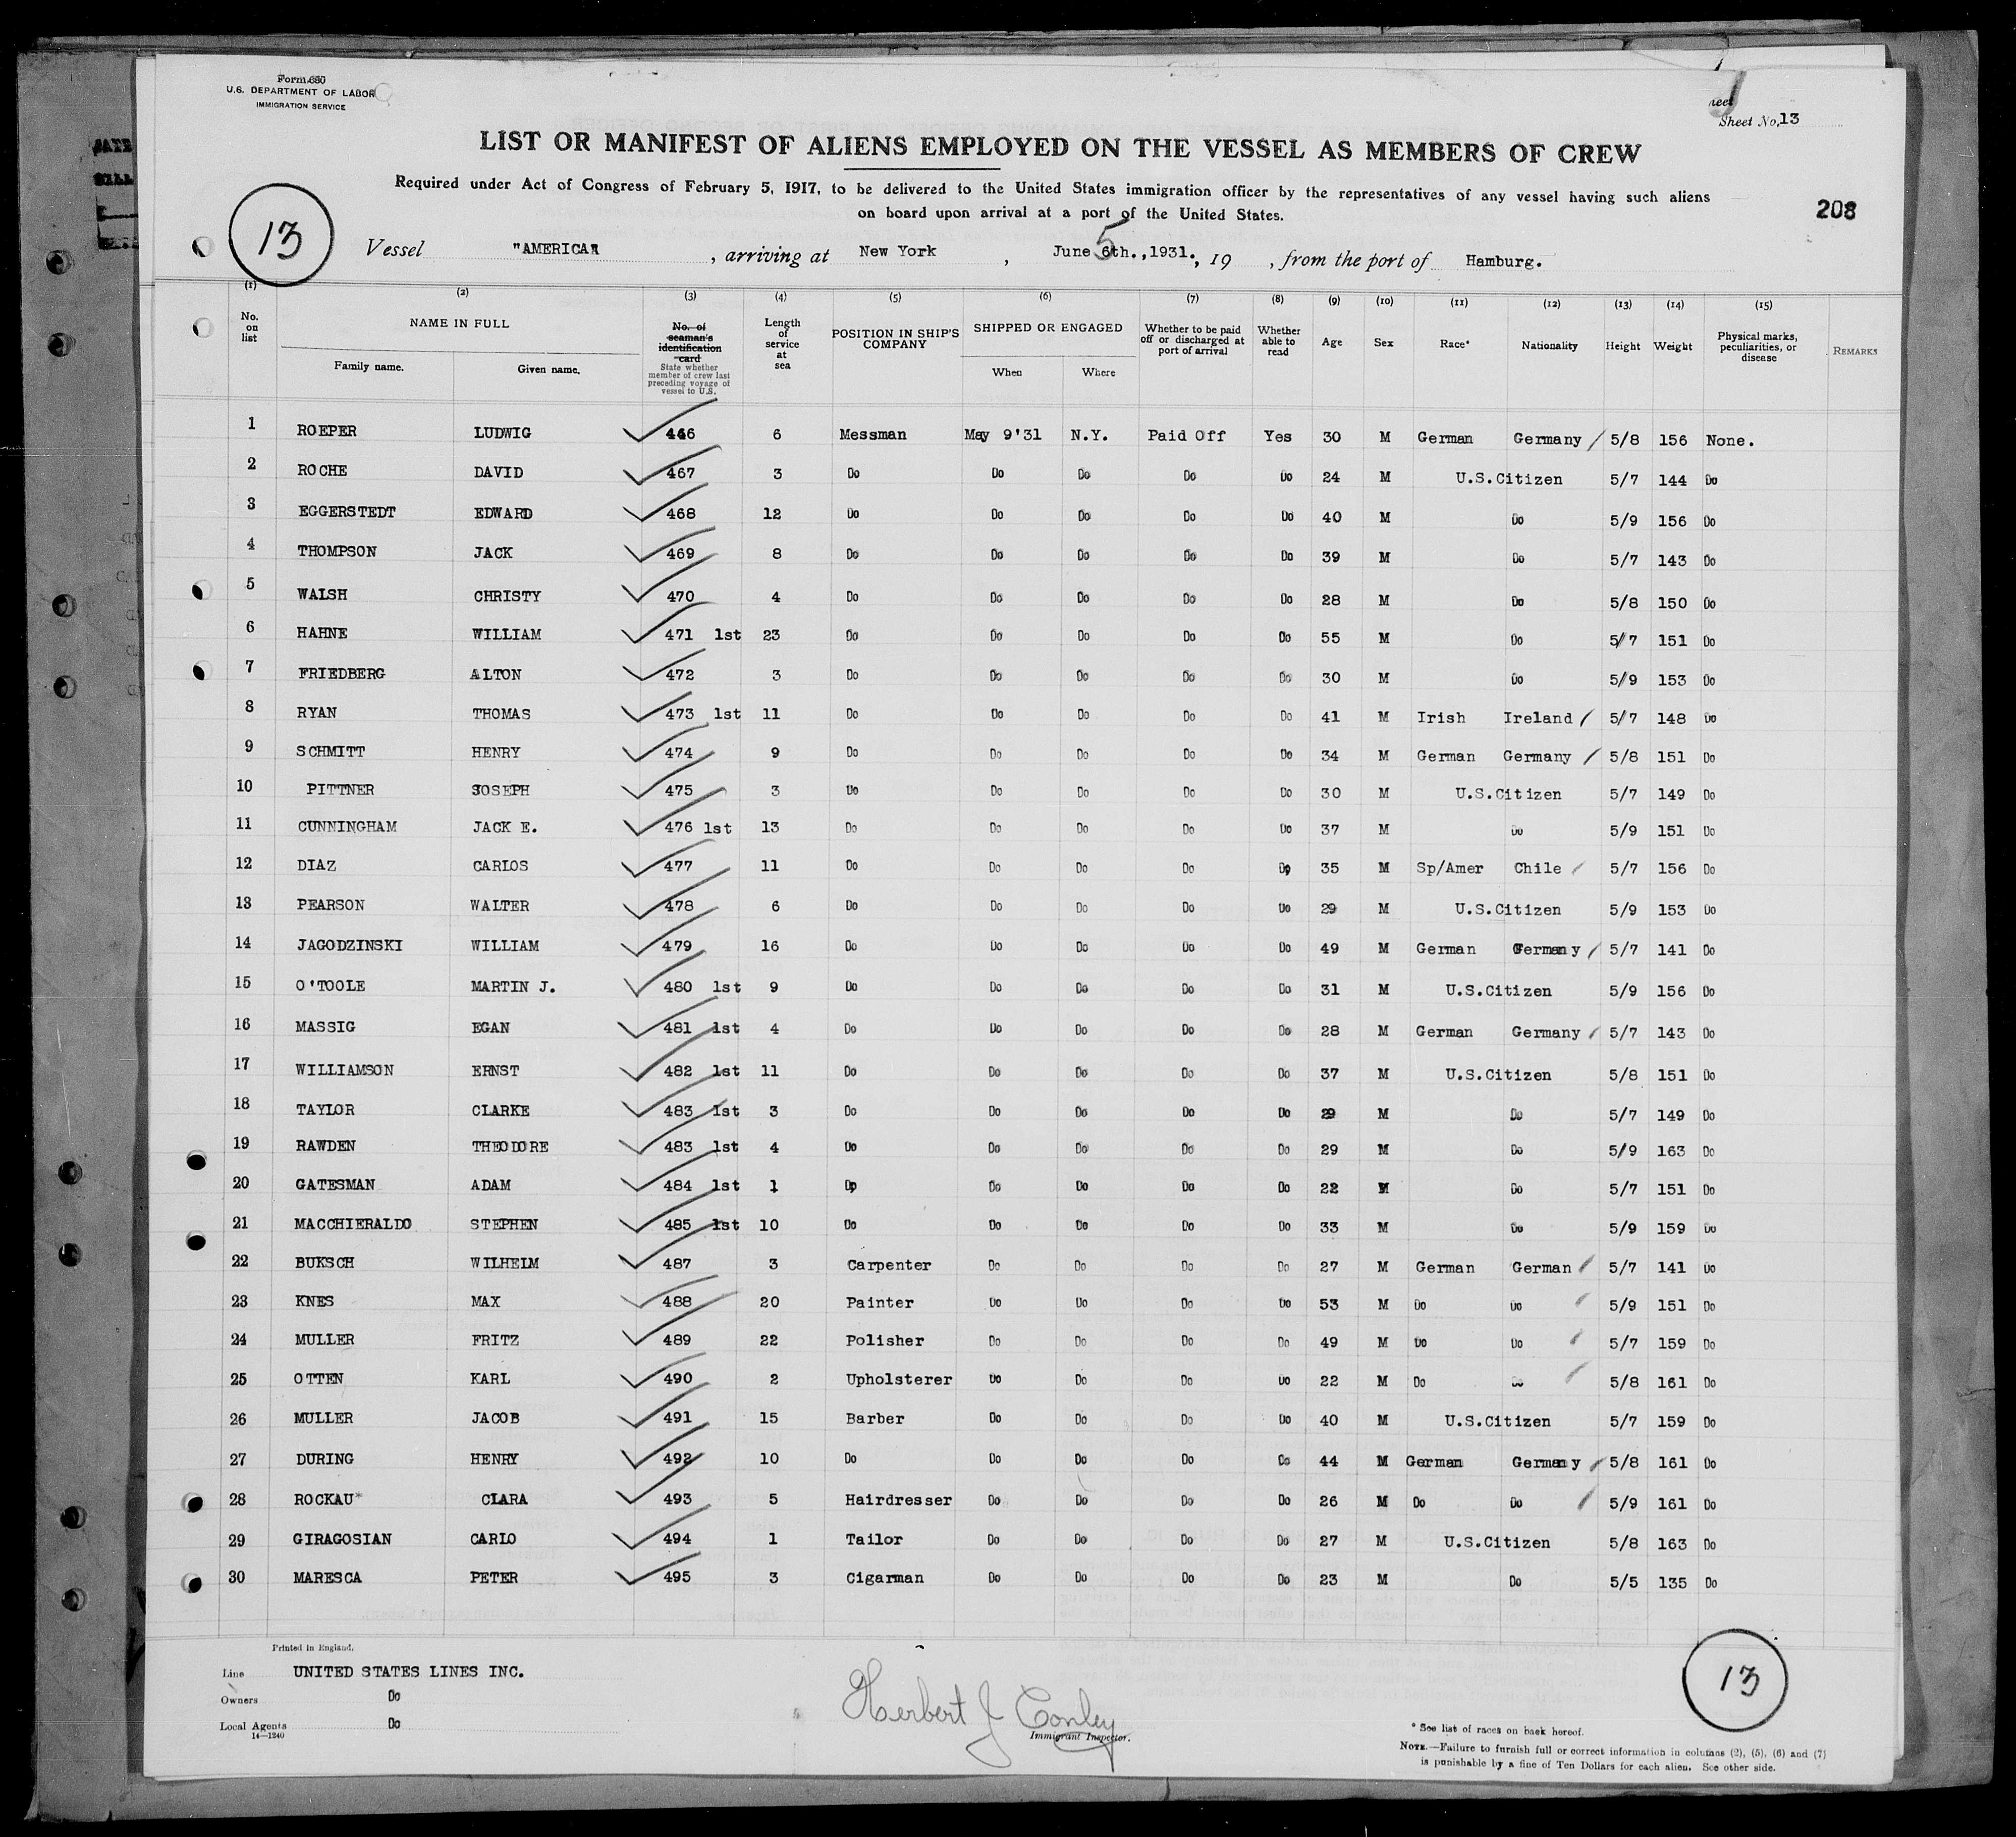 Form 680
U.S. DEPARTMENT OF LABOR
IMMIGRATION SERVICE
Sheet No. 13
LIST OR MANIFEST OF ALIENS EMPLOYED ON THE VESSEL AS MEMBERS OF CREW
Required under Act of Congress of February 5, 1917, to be delivered to the United States immigration officer by the representatives of any vessel having such aliens
on board upon arrival at a port of the United States.
208
13
Vessel "AMERICA", arriving at New York, June 6th.,1931., 19 , from the port of Hamburg.
5
(1) (2) (3) (4) (5) (6) (7) (8) (9) (10) (11) (12) (13) (14) (15)
No. on list NAME IN FULL Family name. Given name. No. of seaman's identification card State whether member of crew last preceding voyage of vessel to U.S. Length of service at sea POSITION IN SHIP'S COMPANY SHIPPED OR ENGAGED When Where Whether to be paid off or discharged at port of arrival Whether able to read Age Sex Race* Nationality Height Weight Physical marks, peculiarities, or disease REMARKS
1 ROEPER LUDWIG 446 6 Messman May 9'31 N.Y. Paid Off Yes 30 M German Germany 5/8 156 None.
2 ROCHE DAVID 467 3 Do Do Do Do Do 24 M U.S.Citizen 5/7 144 Do
3 EGGERSTEDT EDWARD 468 12 Do Do Do Do Do 40 M Do 5/9 156 Do
4 THOMPSON JACK 469 8 Do Do Do Do Do 39 M Do 5/7 143 Do
5 WALSH CHRISTY 470 4 Do Do Do Do Do 28 M Do 5/8 150 Do
6 HAHNE WILLIAM 471 1st 23 Do Do Do Do Do 55 M Do 5/7 151 Do
7 FRIEDBERG ALTON 472 3 Do Do Do Do Do 30 M Do 5/9 153 Do
8 RYAN THOMAS 473 1st 11 Do Do Do Do Do 41 M Irish Ireland 5/7 148 Do
9 SCHMITT HENRY 474 9 Do Do Do Do Do 34 M German Germany 5/8 151 Do
10 PITTNER JOSEPH 475 3 Do Do Do Do Do 30 M U.S.Citizen 5/7 149 Do
11 CUNNINGHAM JACK E. 476 1st 13 Do Do Do Do Do 37 M Do 5/9 151 Do
12 DIAZ CARLOS 477 11 Do Do Do Do Do 35 M Sp/Amer Chile 5/7 156 Do
13 PEARSON WALTER 478 6 Do Do Do Do Do 29 M U.S.Citizen 5/9 153 Do
14 JAGODZINSKI WILLIAM 479 16 Do Do Do Do Do 49 M German Germany 5/7 141 Do
15 O'TOOLE MARTIN J. 480 1st 9 Do Do Do Do Do 31 M U.S.Citizen 5/9 156 Do
16 MASSIG EGAN 481 1st 4 Do Do Do Do Do 28 M German Germany 5/7 143 Do
17 WILLIAMSON ERNST 482 1st 11 Do Do Do Do Do 37 M U.S.Citizen 5/8 151 Do
18 TAYLOR CLARKE 483 1st 3 Do Do Do Do Do 29 M Do 5/7 149 Do
19 RAWDEN THEODORE 483 1st 4 Do Do Do Do Do 29 M Do 5/9 163 Do
20 GATESMAN ADAM 484 1st 1 Do Do Do Do Do 22 M Do 5/7 151 Do
21 MACCHIERALDO STEPHEN 485 1st 10 Do Do Do Do Do 33 M Do 5/9 159 Do
22 BUKSCH WILHELM 487 3 Carpenter Do Do Do Do 27 M German German 5/7 141 Do
23 KNES MAX 488 20 Painter Do Do Do Do 53 M Do Do 5/9 151 Do
24 MULLER FRITZ 489 22 Polisher Do Do Do Do 49 M Do Do 5/7 159 Do
25 OTTEN KARL 490 2 Upholsterer Do Do Do Do 22 M Do Do 5/8 161 Do
26 MULLER JACOB 491 15 Barber Do Do Do Do 40 M U.S.Citizen 5/7 159 Do
27 DURING HENRY 492 10 Do Do Do Do Do 44 M German Germany 5/8 161 Do
28 ROCKAU* CLARA 493 5 Hairdresser Do Do Do Do 26 M Do Do 5/9 161 Do
29 GIRAGOSIAN CARLO 494 1 Tailor Do Do Do Do 27 M U.S.Citizen 5/8 163 Do
30 MARESCA PETER 495 3 Cigarman Do Do Do Do 23 M Do 5/5 135 Do
Printed in England.
Line UNITED STATES LINES INC.
Owners Do
Local Agents Do
14—1240
Herbert J Conley
Immigrant Inspector.
13
* See list of races on back hereof.
NOTE.—Failure to furnish full or correct information in columns (2), (5), (6) and (7)
is punishable by a fine of Ten Dollars for each alien. See other side.